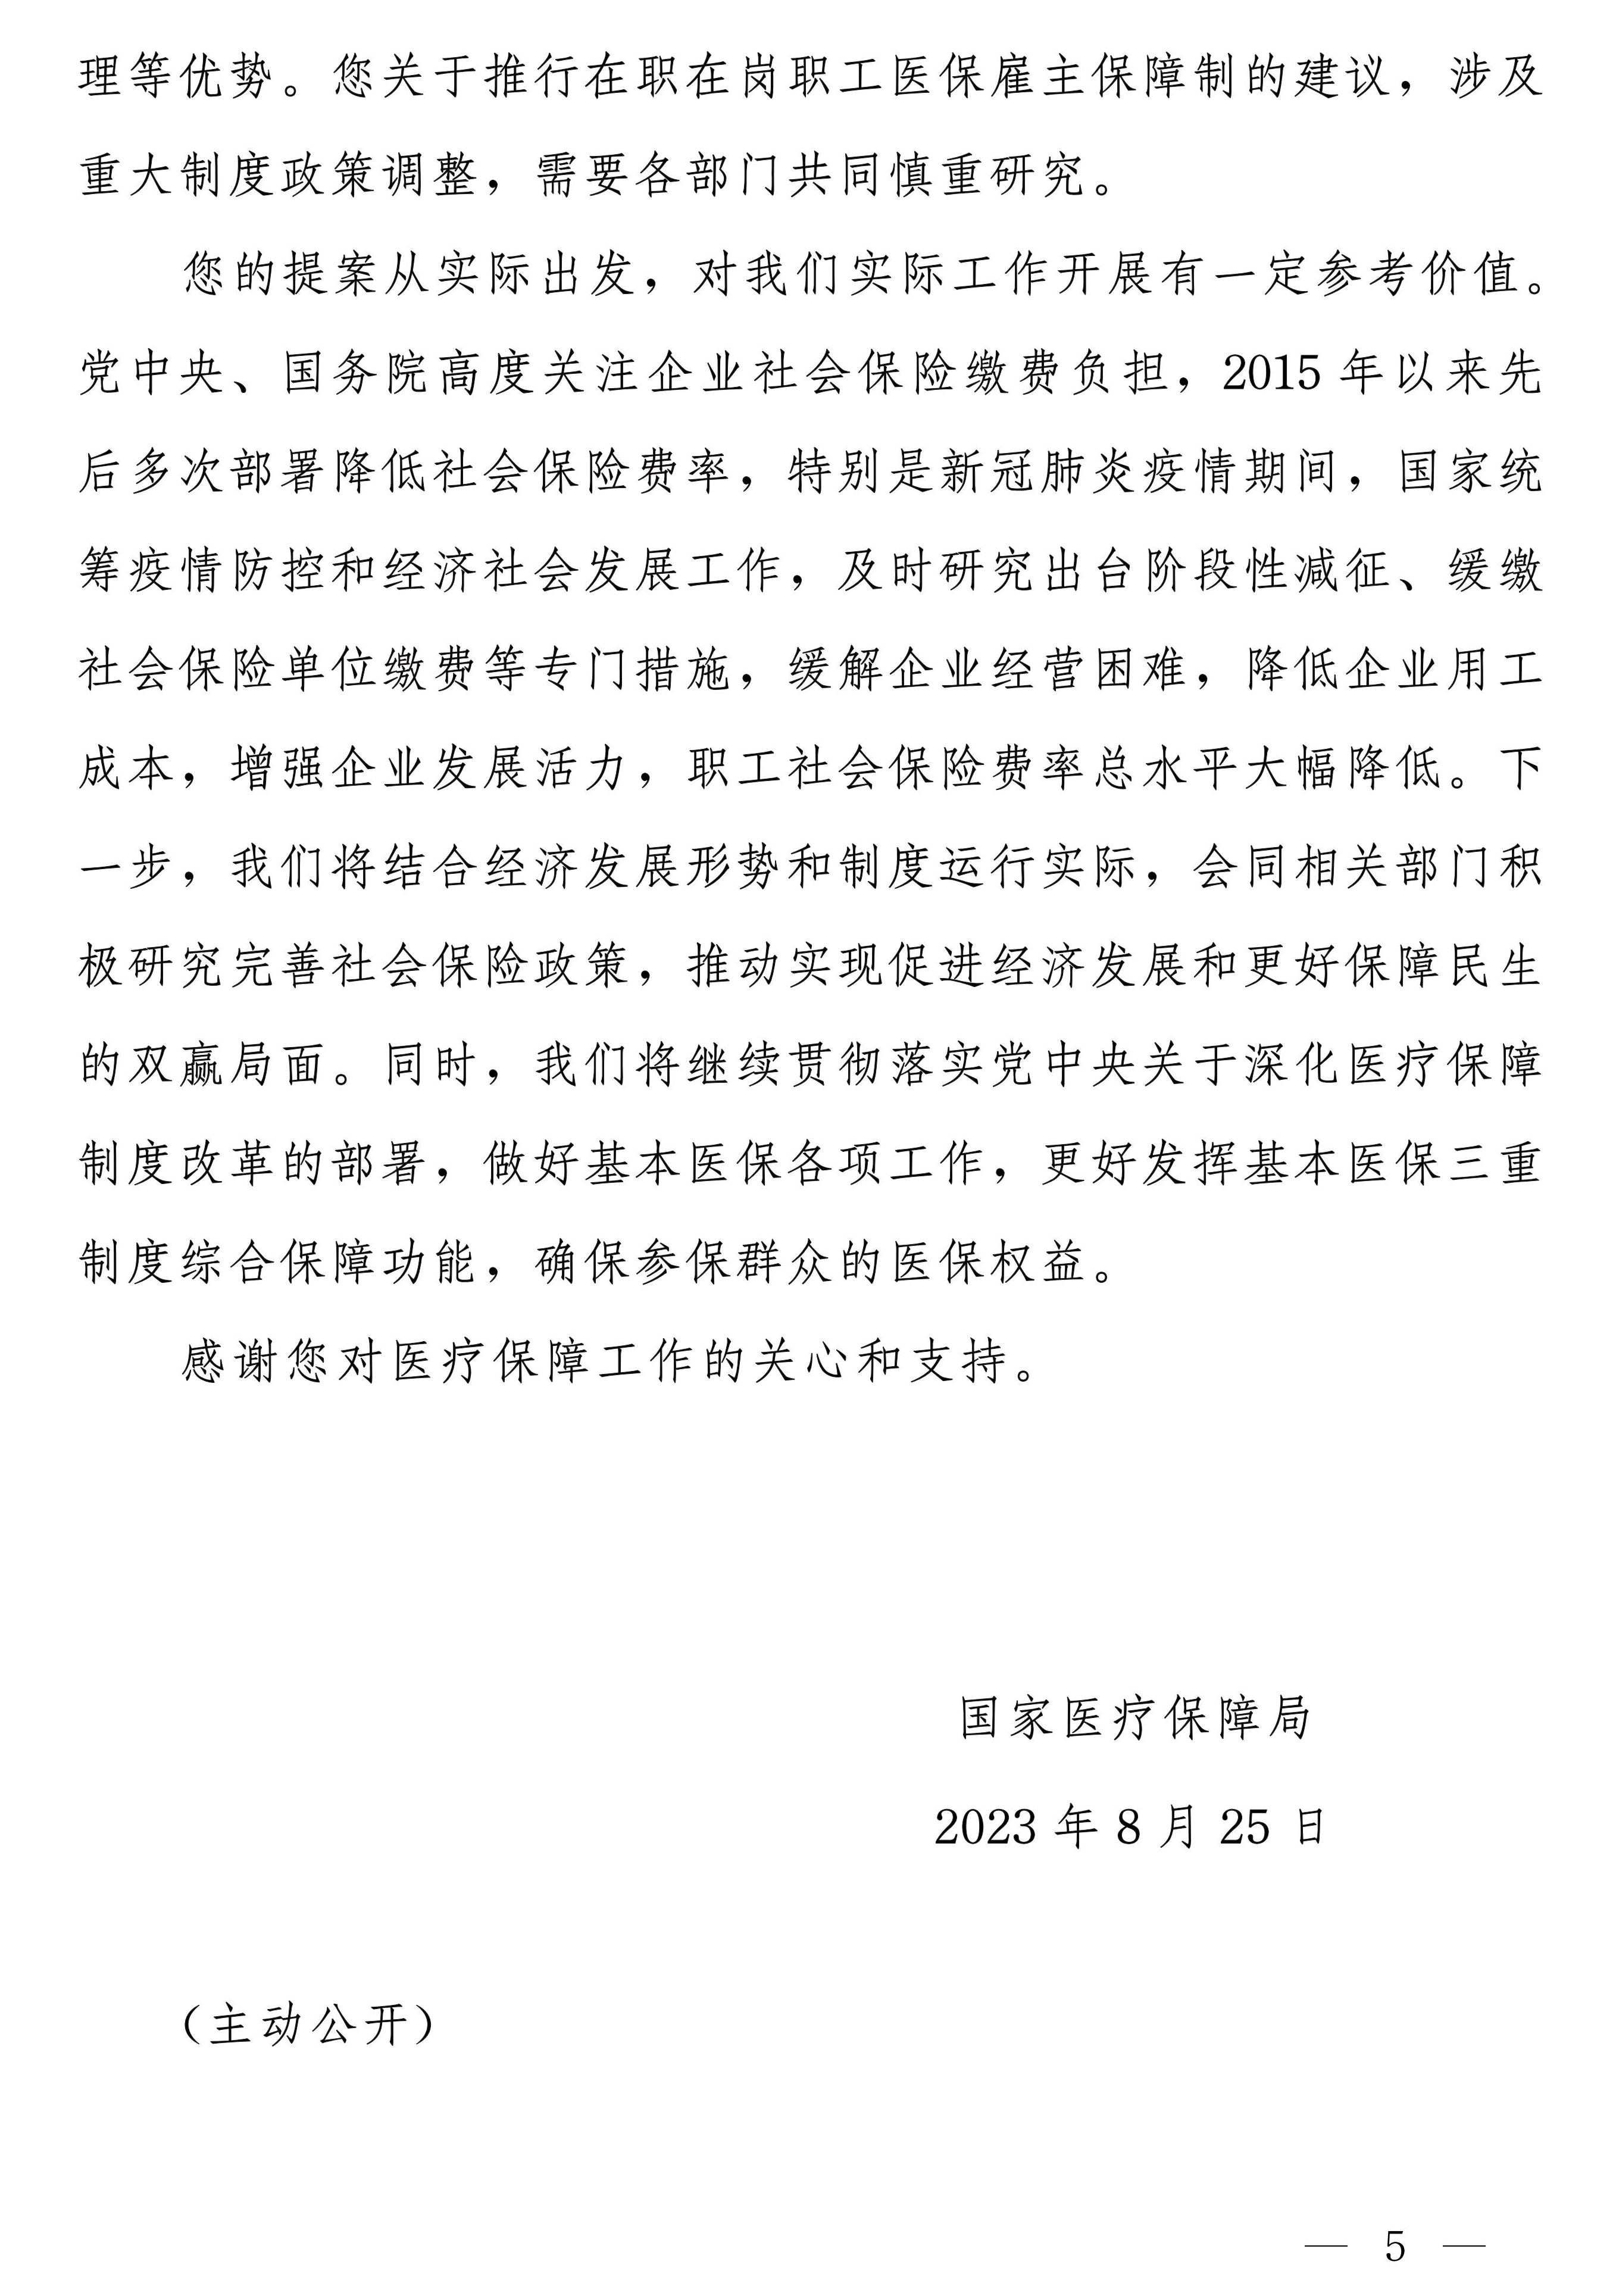 理等优势。您关于推行在职在岗职工医保雇主保障制的建议，涉及
重大制度政策调整，需要各部门共同慎重研究。
您的提案从实际出发，对我们实际工作开展有一定参考价值。
党中央、国务院高度关注企业社会保险缴费负担，2015 年以来先
后多次部署降低社会保险费率，特别是新冠肺炎疫情期间，国家统
筹疫情防控和经济社会发展工作，及时研究出台阶段性减征、缓缴
社会保险单位缴费等专门措施，缓解企业经营困难，降低企业用工
成本，增强企业发展活力，职工社会保险费率总水平大幅降低。下
一步，我们将结合经济发展形势和制度运行实际，会同相关部门积
极研究完善社会保险政策，推动实现促进经济发展和更好保障民生
的双赢局面。同时，我们将继续贯彻落实党中央关于深化医疗保障
制度改革的部署，做好基本医保各项工作，更好发挥基本医保三重
制度综合保障功能，确保参保群众的医保权益。
感谢您对医疗保障工作的关心和支持。
国家医疗保障局
2023 年 8 月 25 日
（主动公开）
— 5 —